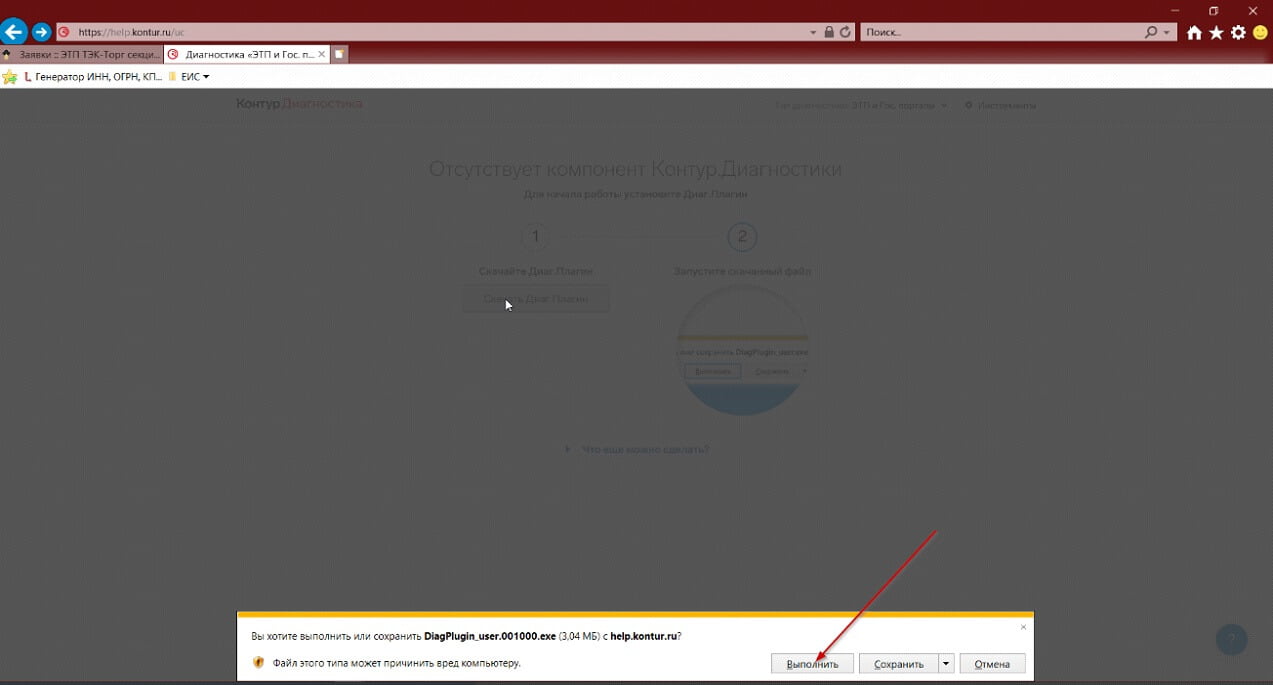 https://help.kontur.ru/uc
Поиск...
Заявки :: ЭТП ТЭК-Торг секци...
Диагностика «ЭТП и Гос. п...
Генератор ИНН, ОГРН, КП...
ЕИС
Контур.Диагностика
Тип диагностики: ЭТП и Гос. порталы
Инструменты
Отсутствует компонент Контур.Диагностики
Для начала работы установите Диаг.Плагин
1
2
Скачайте Диаг.Плагин
Запустите скачанный файл
Скачать Диаг.Плагин
сохранить DiagPlugin_user.exe
Выполнить
Сохранить
Что еще можно сделать?
Вы хотите выполнить или сохранить DiagPlugin_user.001000.exe (3,04 МБ) с help.kontur.ru?
Файл этого типа может причинить вред компьютеру.
Выполнить
Сохранить
Отмена
?